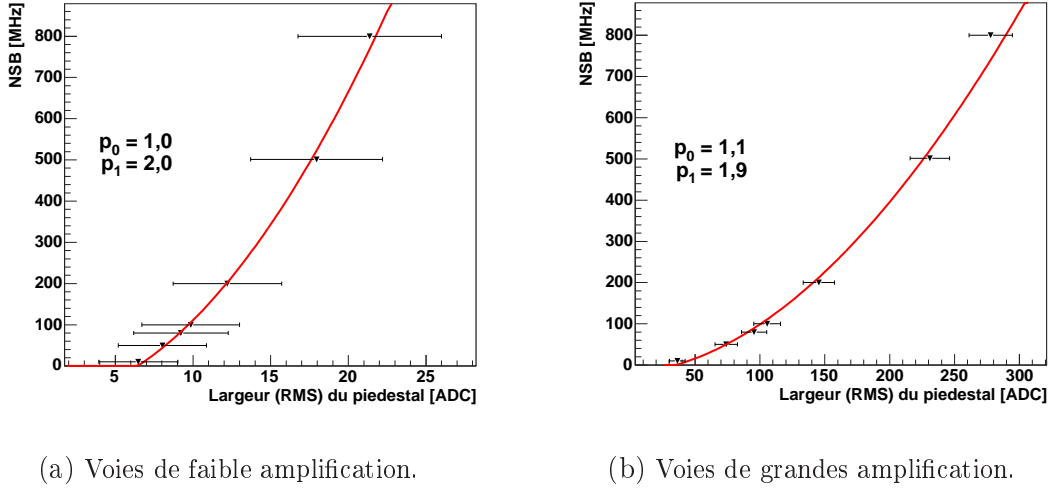 NSB [MHz]
800
700
600
500
400
300
200
100
0
p0 = 1,0
p1 = 2,0
5 10 15 20 25
Largeur (RMS) du piedestal [ADC]
(a) Voies de faible amplification.
NSB [MHz]
800
700
600
500
400
300
200
100
0
p0 = 1,1
p1 = 1,9
50 100 150 200 250 300
Largeur (RMS) du piedestal [ADC]
(b) Voies de grandes amplification.